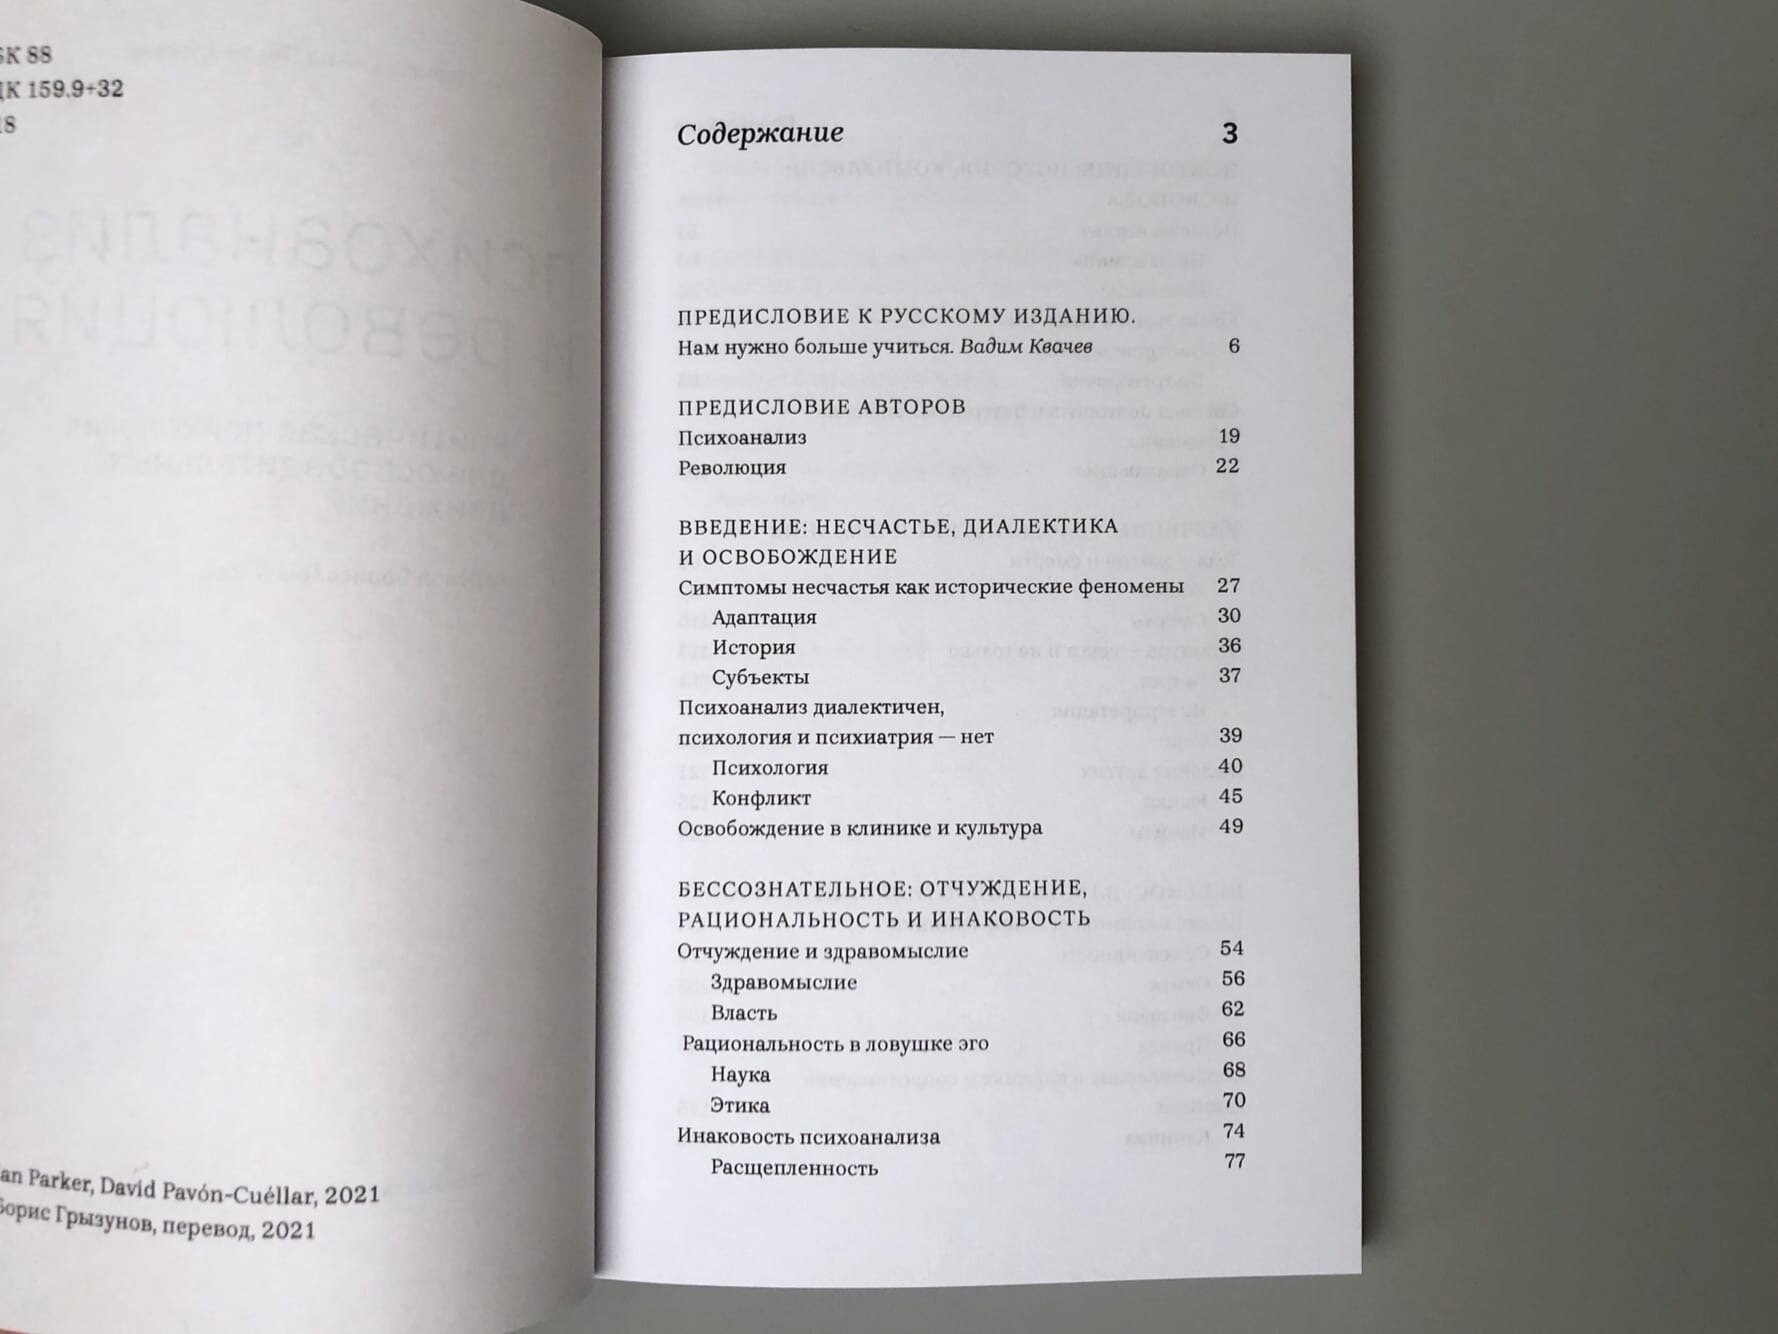 БК 88
ДК 159.9+32
18
an Parker, David Pavón-Cuéllar, 2021
Борис Грызунов, перевод, 2021
Содержание 3
ПРЕДИСЛОВИЕ К РУССКОМУ ИЗДАНИЮ.
Нам нужно больше учиться. Вадим Квачев 6
ПРЕДИСЛОВИЕ АВТОРОВ
Психоанализ 19
Революция 22
ВВЕДЕНИЕ: НЕСЧАСТЬЕ, ДИАЛЕКТИКА
И ОСВОБОЖДЕНИЕ
Симптомы несчастья как исторические феномены 27
Адаптация 30
История 36
Субъекты 37
Психоанализ диалектичен,
психология и психиатрия — нет 39
Психология 40
Конфликт 45
Освобождение в клинике и культура 49
БЕССОЗНАТЕЛЬНОЕ: ОТЧУЖДЕНИЕ,
РАЦИОНАЛЬНОСТЬ И ИНАКОВОСТЬ
Отчуждение и здравомыслие 54
Здравомыслие 56
Власть 62
Рациональность в ловушке эго 66
Наука 68
Этика 70
Инаковость психоанализа 74
Расщепленность 77